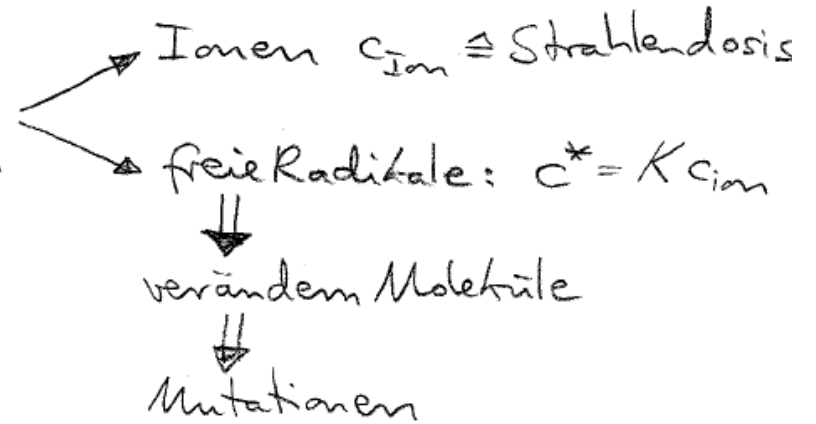 Ionen c_Ion ≙ Strahlendosis
freie Radikale: c* = K c_ion
verändern Moleküle
Mutationen